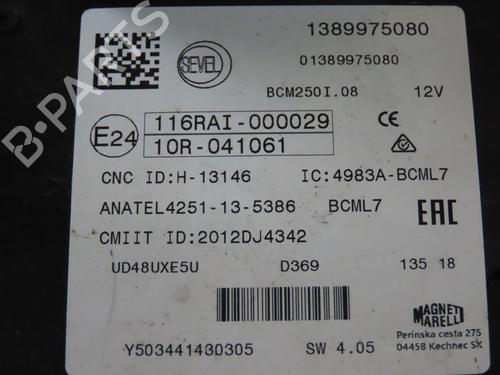 1389975080
SEVEL
01389975080
BCM250I.08 12V
E24
116RAI-000029
10R-041061
CE
CNC ID:H-13146 IC:4983A-BCML7
ANATEL4251-13-5386 BCML7
EAC
CMIIT ID:2012DJ4342
UD48UXE5U D369 135 18
MAGNETI
MARELLI
Perinska cesta 275
04458 Kechnec SK
Y503441430305 SW 4.05
B-PARTS